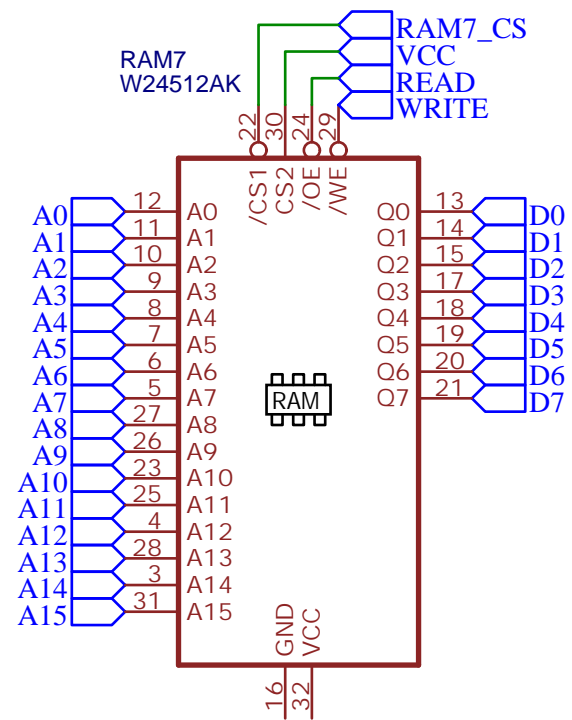 RAM7_CS
RAM7 VCC
W24512AK READ
WRITE
22 30 24 29
/CS1 CS2 /OE /WE
A0 12 A0 Q0 13 D0
A1 11 A1 Q1 14 D1
A2 10 A2 Q2 15 D2
A3 9 A3 Q3 17 D3
A4 8 A4 Q4 18 D4
A5 7 A5 Q5 19 D5
A6 6 A6 Q6 20 D6
A7 5 A7 Q7 21 D7
RAM
A8 27 A8
A9 26 A9
A10 23 A10
A11 25 A11
A12 4 A12
A13 28 A13
A14 3 A14
A15 31 A15
GND VCC
16 32